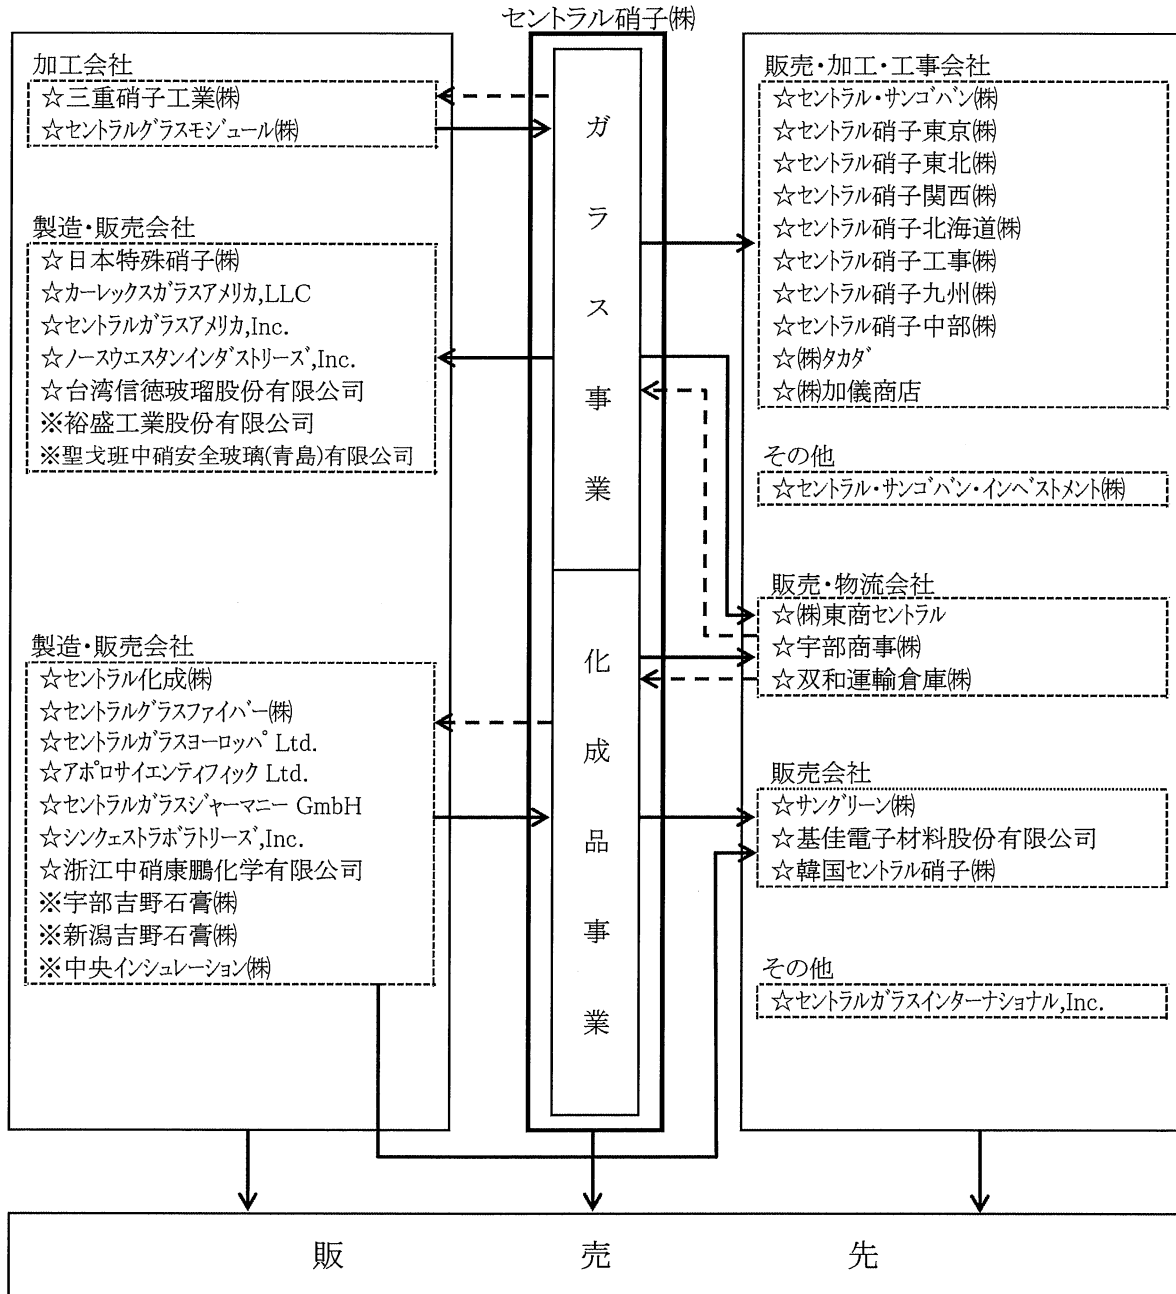 セントラル硝子㈱
加工会社
☆三重硝子工業㈱
☆セントラルグラスモジュール㈱
製造・販売会社
☆日本特殊硝子㈱
☆カーレックスガラスアメリカ,LLC
☆セントラルガラスアメリカ,Inc.
☆ノースウエスタンインダストリーズ,Inc.
☆台湾信徳玻璃股份有限公司
※裕盛工業股份有限公司
※聖戈班中硝安全玻璃(青島)有限公司
製造・販売会社
☆セントラル化成㈱
☆セントラルグラスファイバー㈱
☆セントラルガラスヨーロッパ Ltd.
☆アポロサイエンティフィック Ltd.
☆セントラルガラスジャーマニー GmbH
☆シンクェストラボラトリーズ,Inc.
☆浙江中硝康鵬化学有限公司
※宇部吉野石膏㈱
※新潟吉野石膏㈱
※中央インシュレーション㈱
ガラス事業
化成品事業
販売・加工・工事会社
☆セントラル・サンゴバン㈱
☆セントラル硝子東京㈱
☆セントラル硝子東北㈱
☆セントラル硝子関西㈱
☆セントラル硝子北海道㈱
☆セントラル硝子工事㈱
☆セントラル硝子九州㈱
☆セントラル硝子中部㈱
☆㈱タカダ
☆㈱加儀商店
その他
☆セントラル・サンゴバン・インベストメント㈱
販売・物流会社
☆㈱東商セントラル
☆宇部商事㈱
☆双和運輸倉庫㈱
販売会社
☆サングリーン㈱
☆基佳電子材料股份有限公司
☆韓国セントラル硝子㈱
その他
☆セントラルガラスインターナショナル,Inc.
販売先